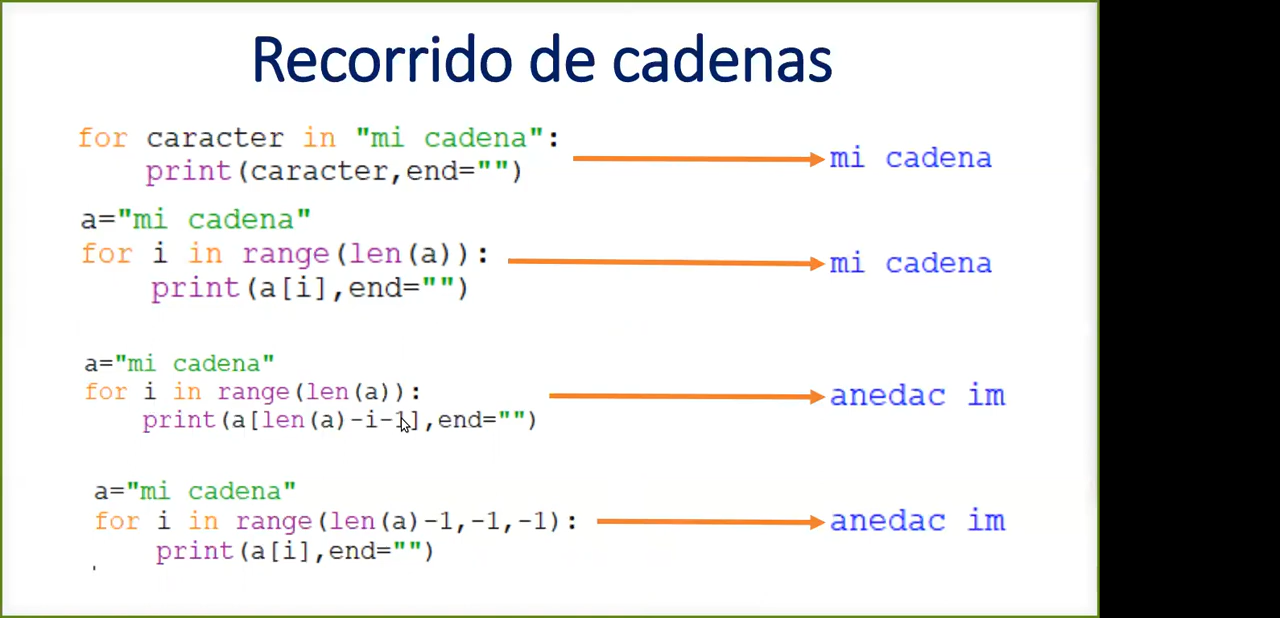 Recorrido de cadenas
for caracter in "mi cadena":
    print(caracter,end="")
mi cadena
a="mi cadena"
for i in range(len(a)):
    print(a[i],end="")
mi cadena
a="mi cadena"
for i in range(len(a)):
    print(a[len(a)-i-1],end="")
anedac im
a="mi cadena"
for i in range(len(a)-1,-1,-1):
    print(a[i],end="")
anedac im